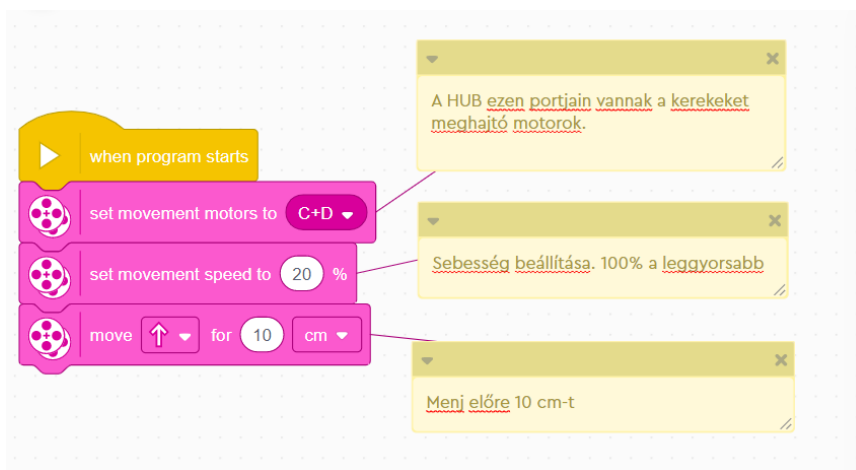 A HUB ezen portjain vannak a kerekeket
meghajtó motorok.
when program starts
set movement motors to C+D
set movement speed to 20 %
Sebesség beállítása. 100% a leggyorsabb
move for 10 cm
Menj előre 10 cm-t